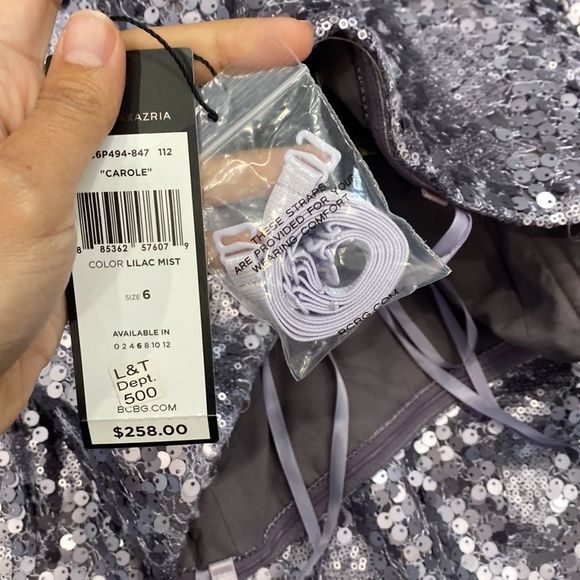 XAZRIA
6P494-847 112
"CAROLE"
8 85362 57607 9
COLOR LILAC MIST
SIZE 6
AVAILABLE IN
0 2 4 6 8 10 12
L&T
Dept.
500
BCBG.COM
$258.00
THESE STRAPS
ARE PROVIDED FOR YOUR
WEARING COMFORT
BCBG.COM